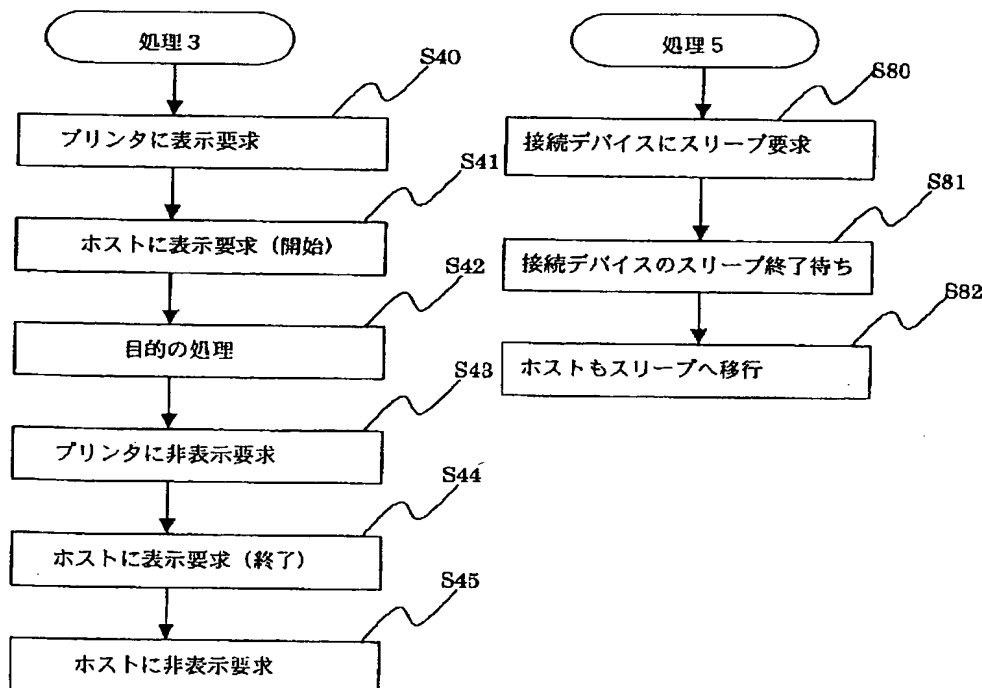 処理3
S40
プリンタに表示要求
S41
ホストに表示要求（開始）
S42
目的の処理
S43
プリンタに非表示要求
S44
ホストに表示要求（終了）
S45
ホストに非表示要求
処理5
S80
接続デバイスにスリープ要求
S81
接続デバイスのスリープ終了待ち
S82
ホストもスリープへ移行